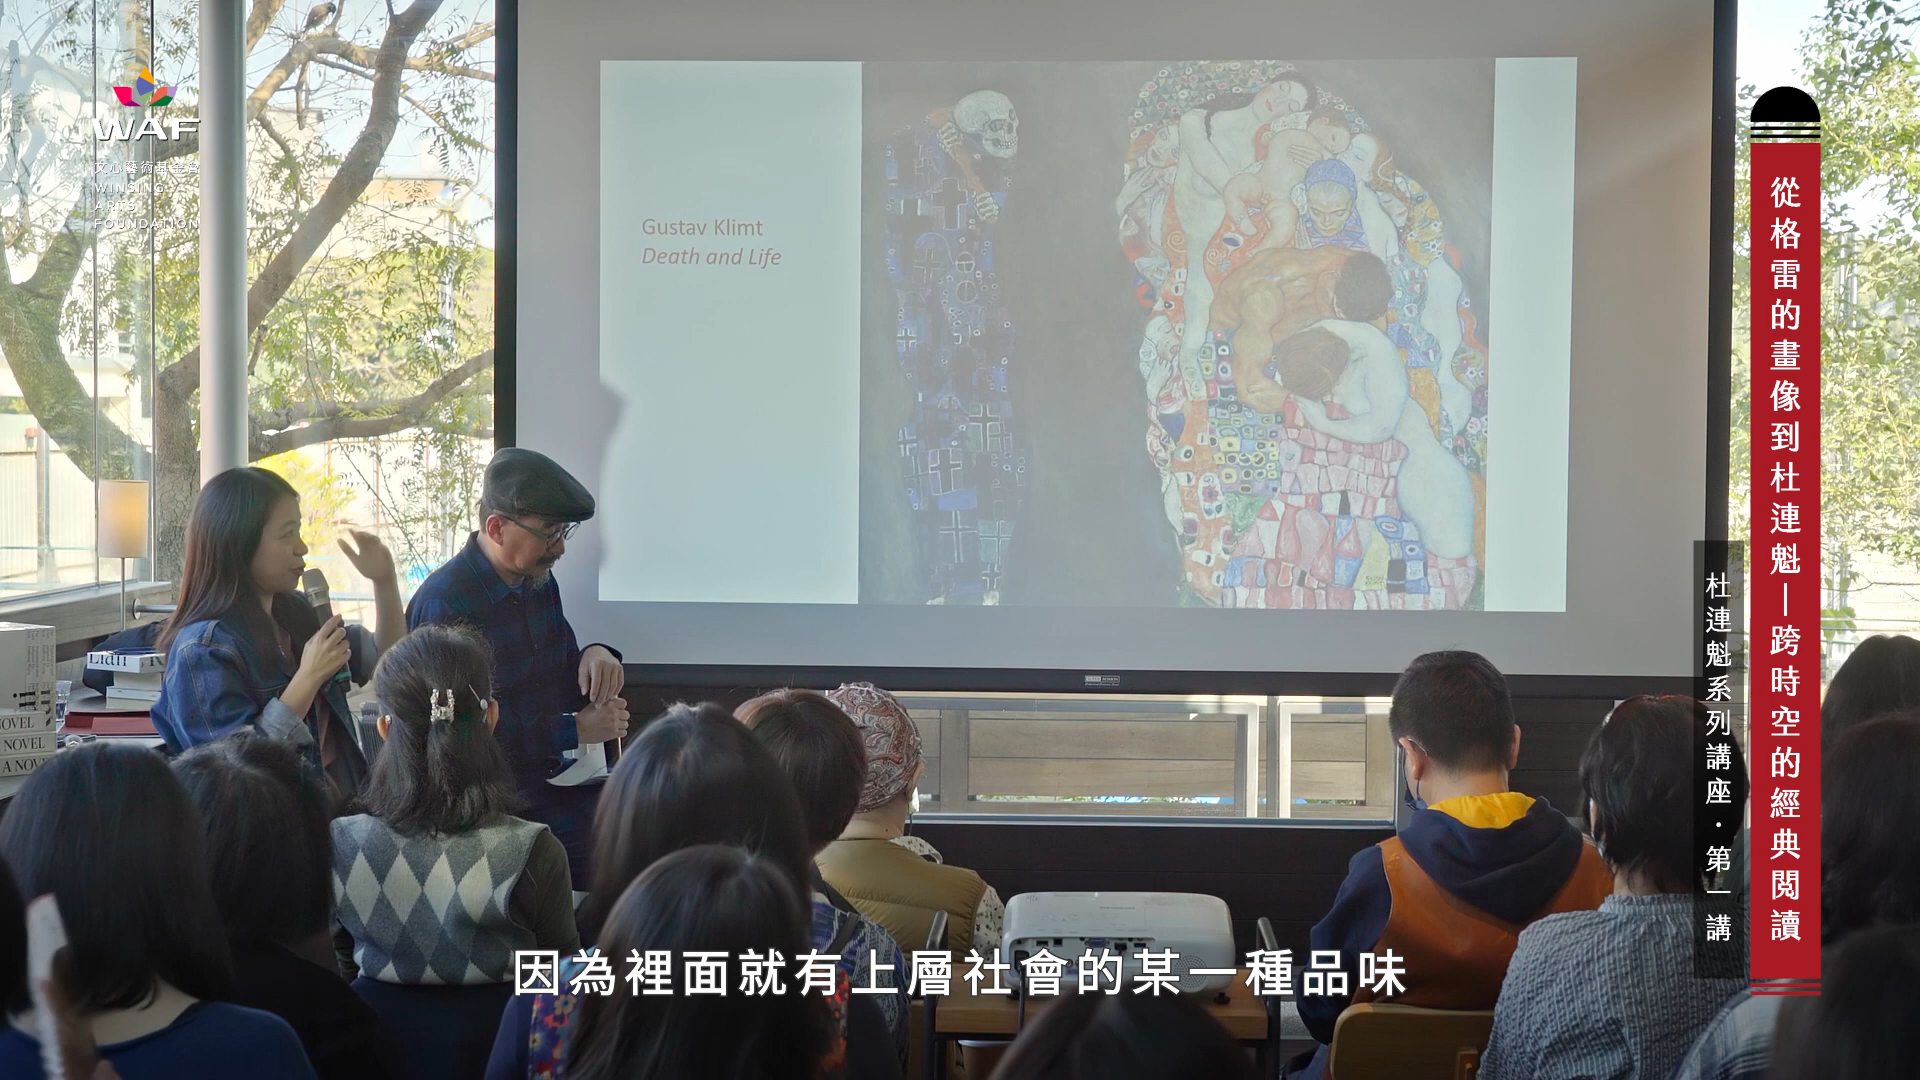 WAF
文心藝術基金會
WINSING
ARTS
FOUNDATION
Gustav Klimt
Death and Life
從格雷的畫像到杜連魁—跨時空的經典閱讀
杜連魁系列講座・第一講
NOVEL
NOVEL
A NOV
因為裡面就有上層社會的某一種品味